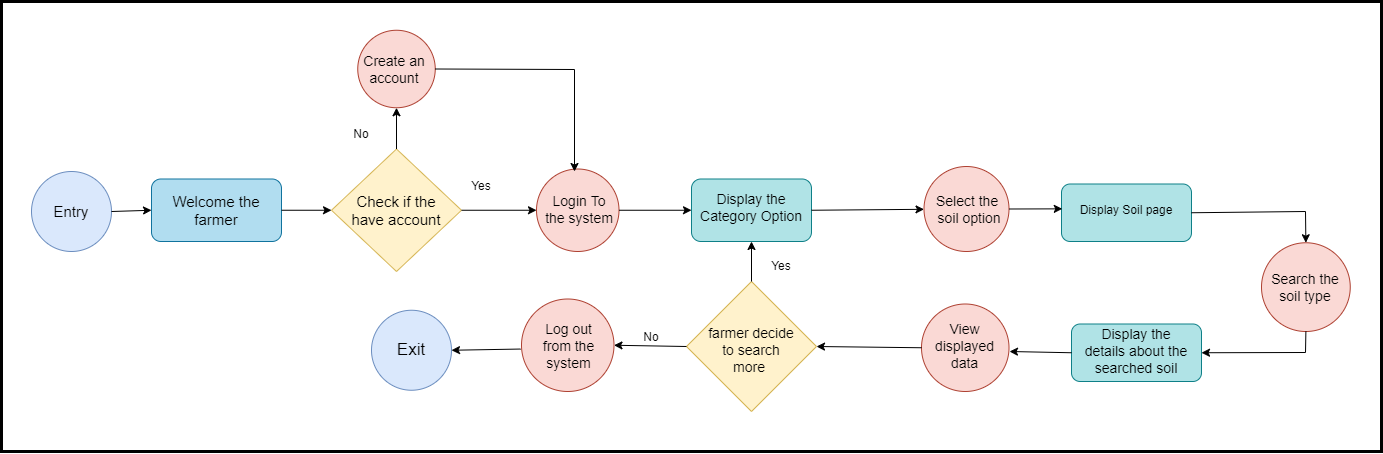 Create an
account
No
Entry
Welcome the
farmer
Check if the
have account
Yes
Login To
the system
Display the
Category Option
Select the
soil option
Display Soil page
Search the
soil type
Display the
details about the
searched soil
View
displayed
data
farmer decide
to search
more
Yes
No
Log out
from the
system
Exit